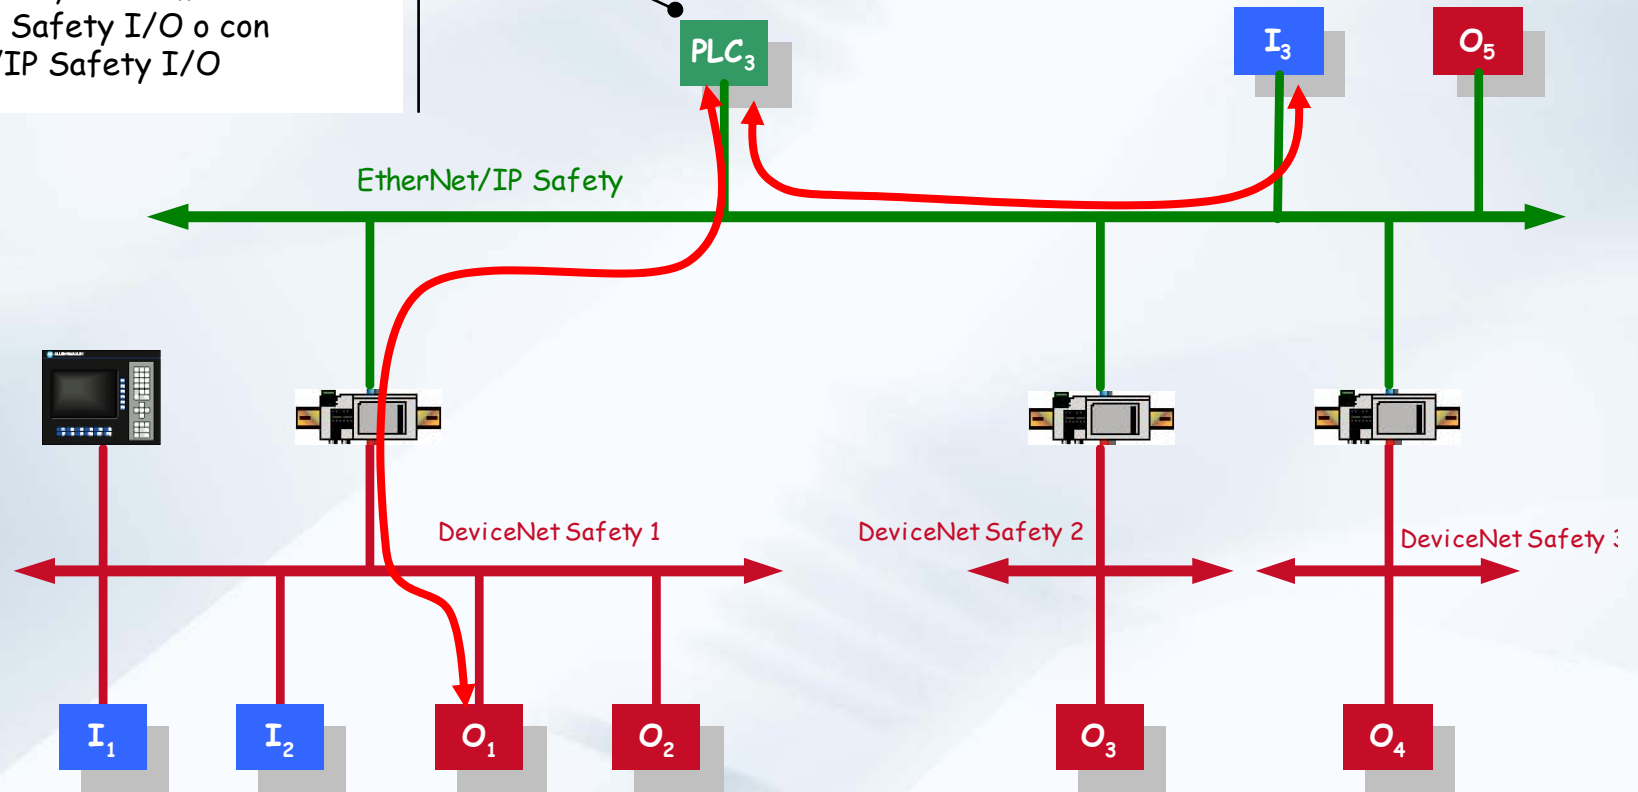 Safety I/O o con
/IP Safety I/O
PLC3
I3
O5
EtherNet/IP Safety
DeviceNet Safety 1
DeviceNet Safety 2
DeviceNet Safety
I1
I2
O1
O2
O3
O4